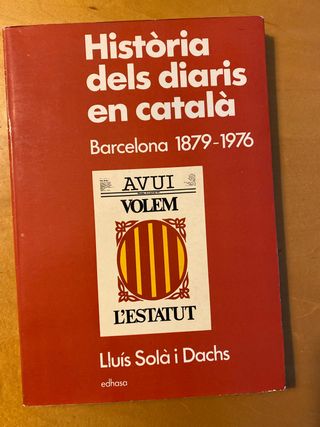 Història
dels diaris
en català
Barcelona 1879-1976
AVUI
VOLEM
L'ESTATUT
Lluís Solà i Dachs
edhasa